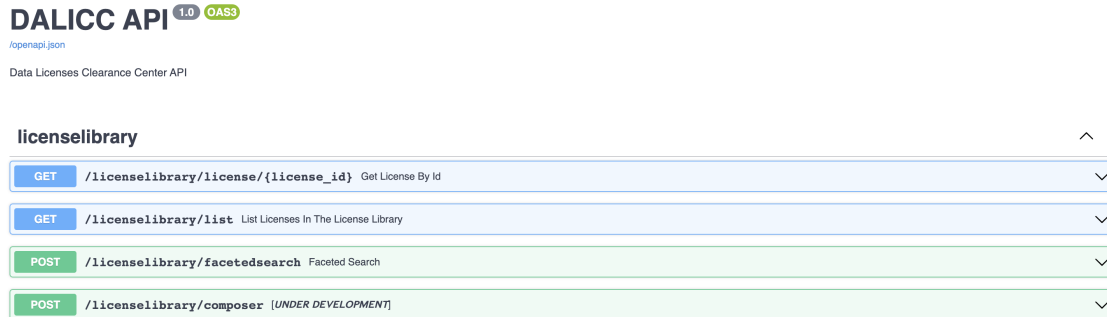 DALICC API 1.0 OAS3
/openapi.json
Data Licenses Clearance Center API
licenselibrary
GET /licenselibrary/license/{license_id} Get License By Id
GET /licenselibrary/list List Licenses In The License Library
POST /licenselibrary/facetedsearch Faceted Search
POST /licenselibrary/composer [UNDER DEVELOPMENT]